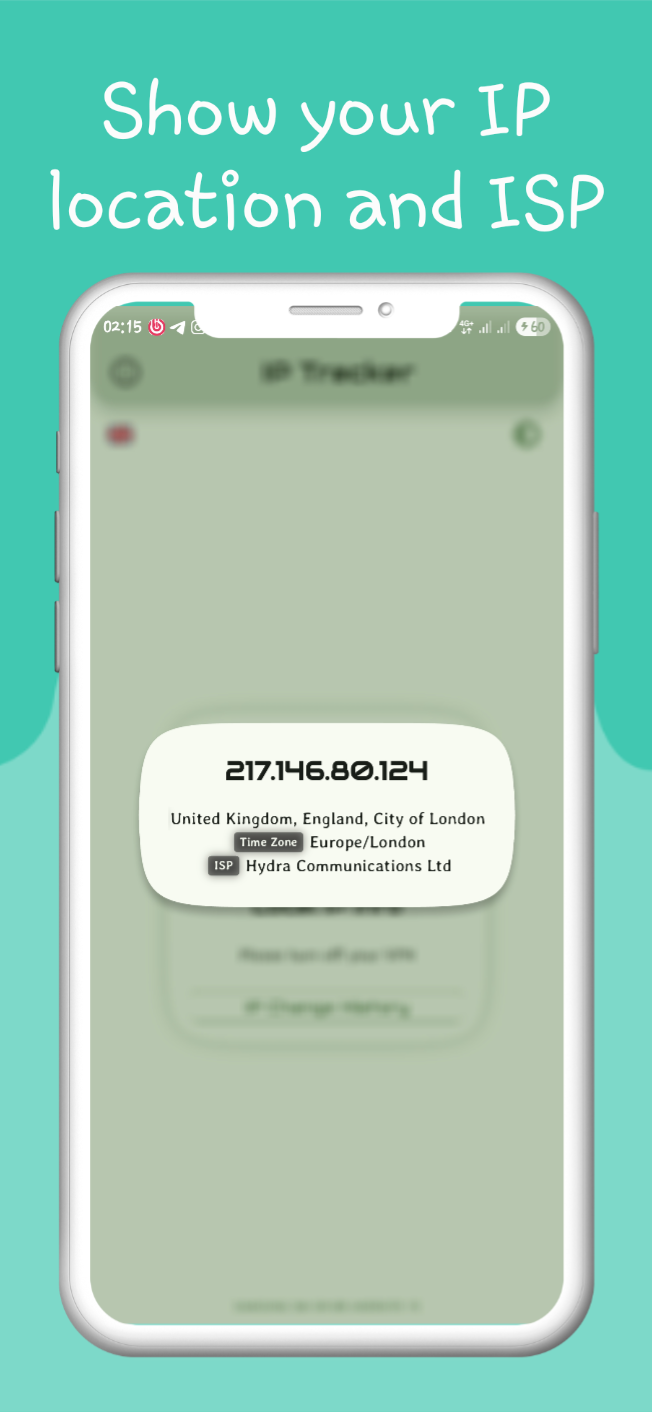 Show your IP
location and ISP
02:15
4G+
60
IP Tracker
217.146.80.124
United Kingdom, England, City of London
Time Zone Europe/London
ISP Hydra Communications Ltd
Please turn off your VPN
IP Change History